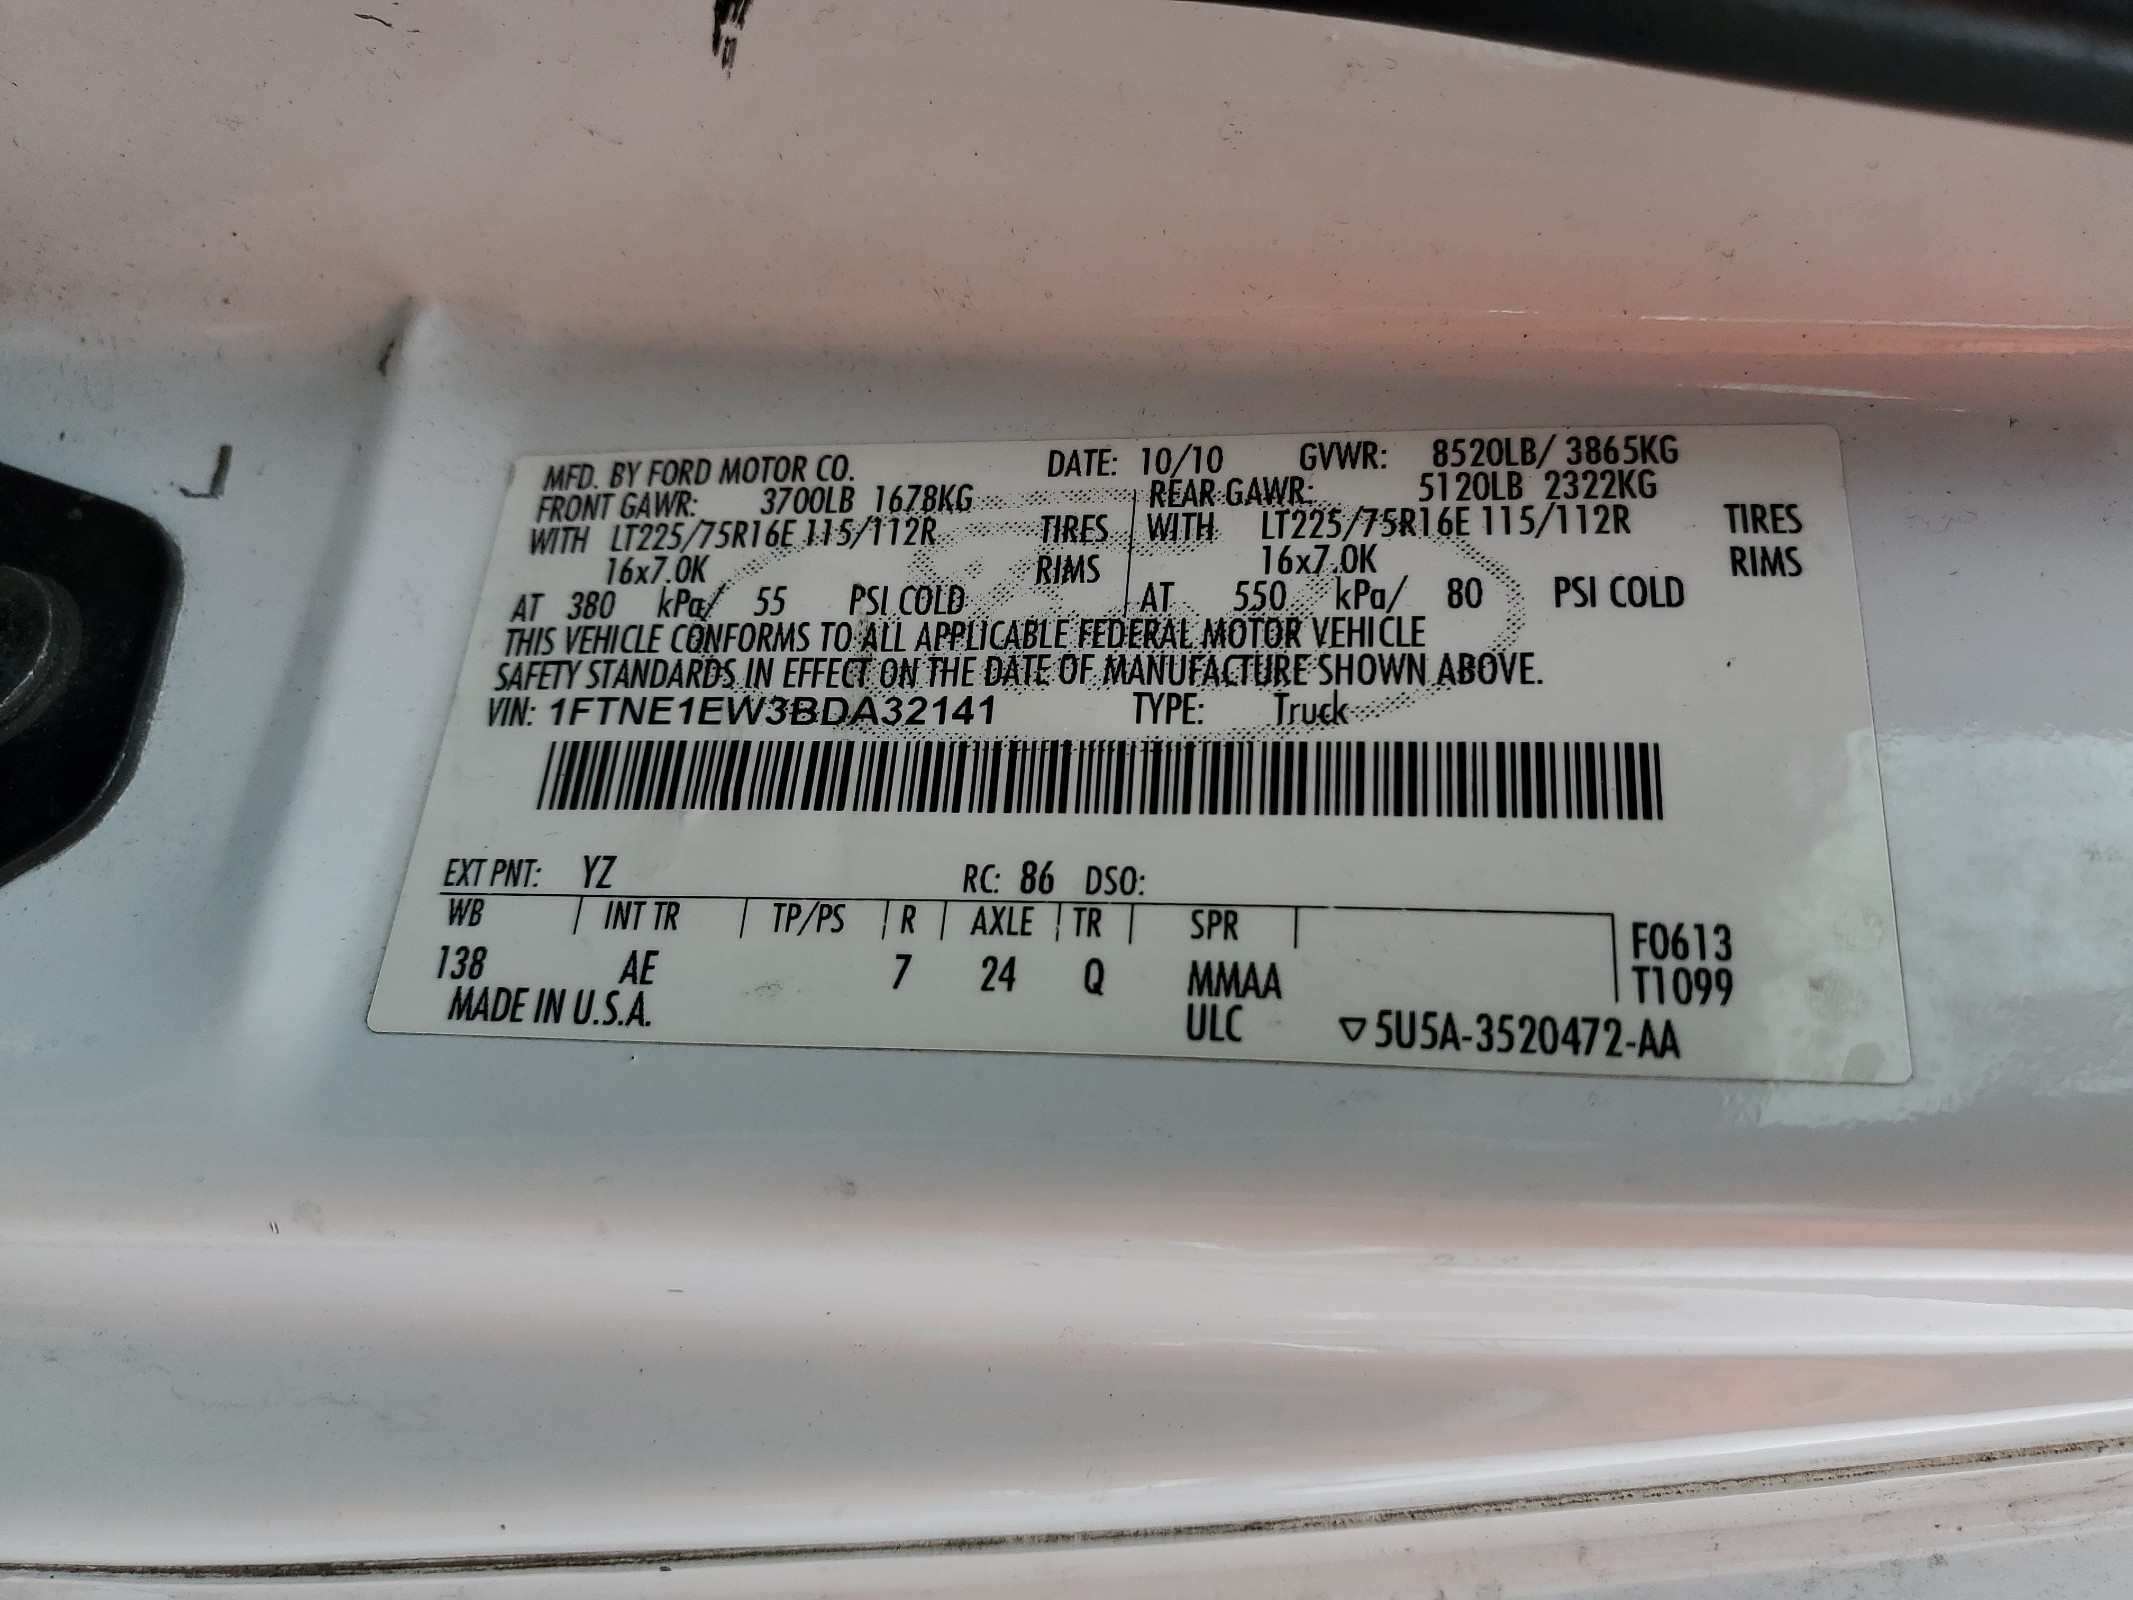 MFD. BY FORD MOTOR CO. DATE: 10/10 GVWR: 8520LB/ 3865KG
FRONT GAWR: 3700LB 1678KG REAR GAWR: 5120LB 2322KG
WITH LT225/75R16E 115/112R TIRES WITH LT225/75R16E 115/112R TIRES
16x7.0K RIMS 16x7.0K RIMS
AT 380 kPa/ 55 PSI COLD AT 550 kPa/ 80 PSI COLD
THIS VEHICLE CONFORMS TO ALL APPLICABLE FEDERAL MOTOR VEHICLE
SAFETY STANDARDS IN EFFECT ON THE DATE OF MANUFACTURE SHOWN ABOVE.
VIN: 1FTNE1EW3BDA32141 TYPE: Truck
EXT PNT: YZ RC: 86 DSO:
WB INT TR TP/PS R AXLE TR SPR F0613
138 AE 7 24 Q MMAA T1099
MADE IN U.S.A. ULC ▽5U5A-3520472-AA